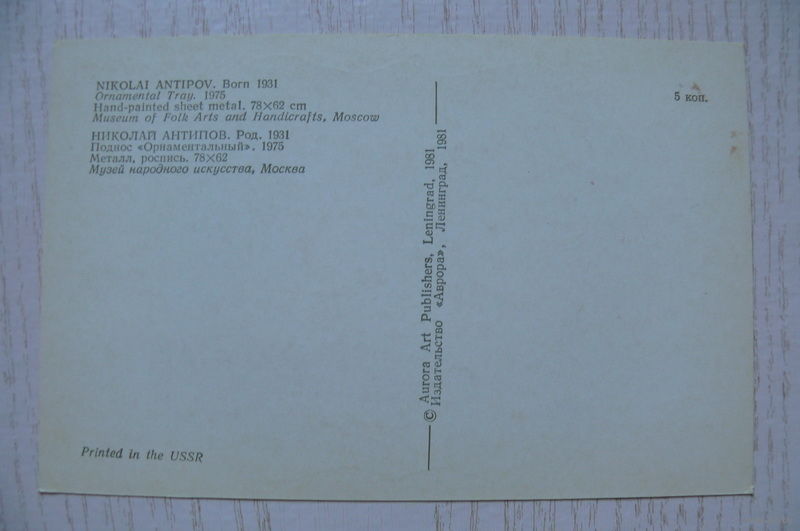 NIKOLAI ANTIPOV. Born 1931
Ornamental Tray. 1975
Hand-painted sheet metal. 78×62 cm
Museum of Folk Arts and Handicrafts, Moscow
НИКОЛАЙ АНТИПОВ. Род. 1931
Поднос «Орнаментальный». 1975
Металл, роспись. 78×62
Музей народного искусства, Москва
Printed in the USSR
© Aurora Art Publishers, Leningrad, 1981
Издательство «Аврора», Ленинград, 1981
5 коп.